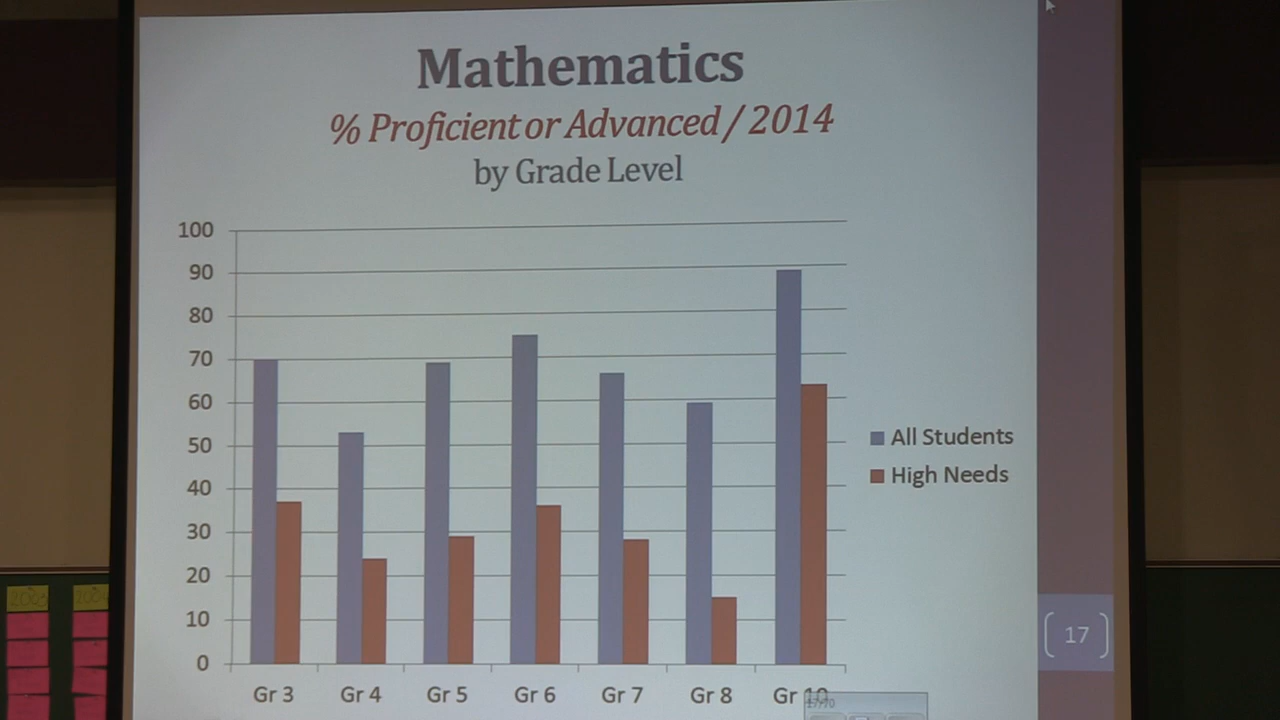 Mathematics
% Proficient or Advanced / 2014
by Grade Level
100
90
80
70
60
50
40
30
20
10
0
Gr 3 Gr 4 Gr 5 Gr 6 Gr 7 Gr 8 Gr 10
All Students
High Needs
17
2003